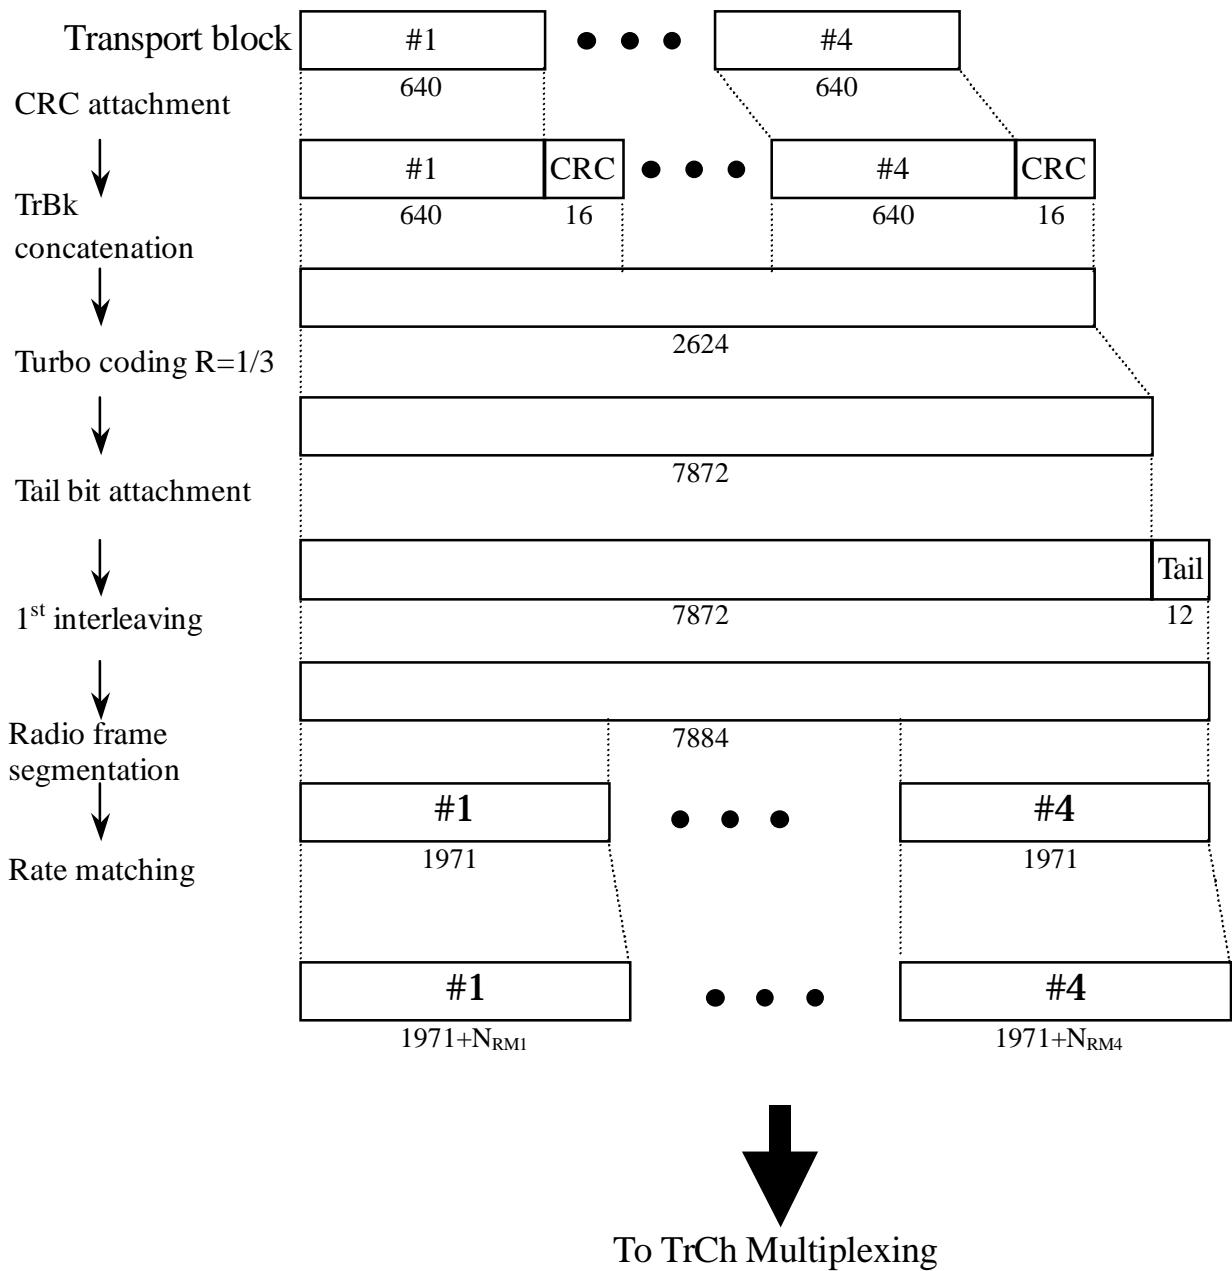 Transport block #1 #4
640 640
CRC attachment
#1 CRC #4 CRC
640 16 640 16
TrBk
concatenation
2624
Turbo coding R=1/3
7872
Tail bit attachment
Tail
1st interleaving 7872 12
Radio frame 7884
segmentation
#1 #4
1971 1971
Rate matching
#1 #4
1971+NRM1 1971+NRM4
To TrCh Multiplexing